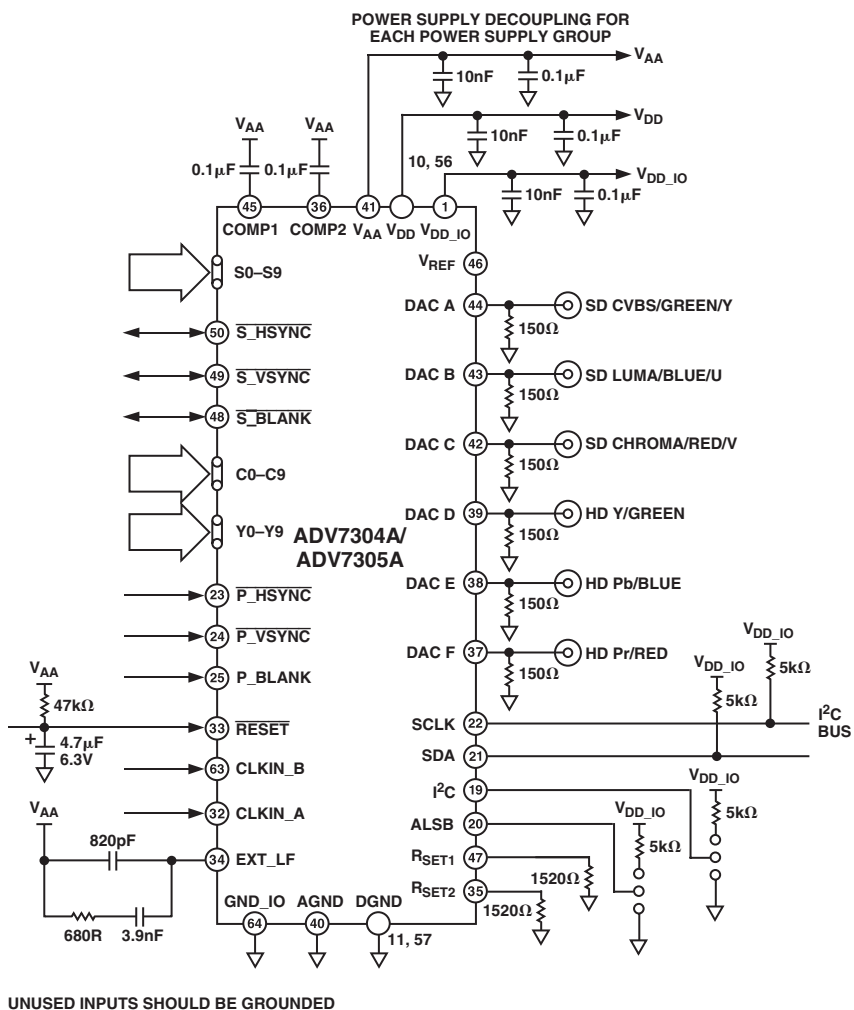 POWER SUPPLY DECOUPLING FOR
EACH POWER SUPPLY GROUP
VAA
10nF
0.1μF
VDD
10nF
0.1μF
10, 56
VDD_IO
10nF
0.1μF
VAA
VAA
0.1μF
0.1μF
45
36
41
1
COMP1
COMP2
VAA
VDD
VDD_IO
VREF
46
S0–S9
DAC A
44
SD CVBS/GREEN/Y
150Ω
50
S_HSYNC
49
S_VSYNC
DAC B
43
SD LUMA/BLUE/U
150Ω
48
S_BLANK
DAC C
42
SD CHROMA/RED/V
150Ω
C0–C9
Y0–Y9
ADV7304A/
ADV7305A
DAC D
39
HD Y/GREEN
150Ω
23
P_HSYNC
DAC E
38
HD Pb/BLUE
150Ω
24
P_VSYNC
DAC F
37
HD Pr/RED
150Ω
25
P_BLANK
VDD_IO
5kΩ
VDD_IO
5kΩ
VAA
47kΩ
33
RESET
SCLK
22
I2C
BUS
+
4.7μF
6.3V
SDA
21
63
CLKIN_B
I2C
19
VDD_IO
5kΩ
32
CLKIN_A
ALSB
20
VDD_IO
5kΩ
VAA
820pF
34
EXT_LF
RSET1
47
1520Ω
RSET2
35
1520Ω
680R
3.9nF
GND_IO
AGND
DGND
64
40
11, 57
UNUSED INPUTS SHOULD BE GROUNDED